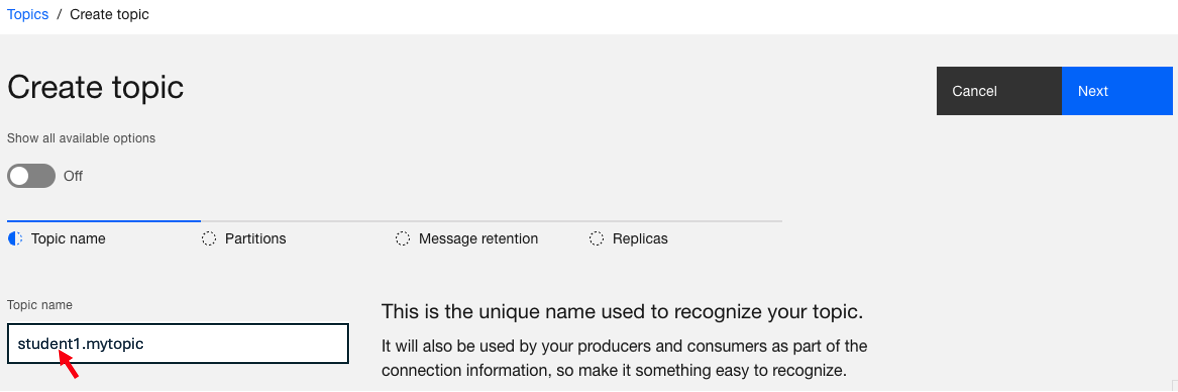 Topics / Create topic
Create topic
Cancel
Next
Show all available options
Off
Topic name
Partitions
Message retention
Replicas
Topic name
student1.mytopic
This is the unique name used to recognize your topic.
It will also be used by your producers and consumers as part of the
connection information, so make it something easy to recognize.